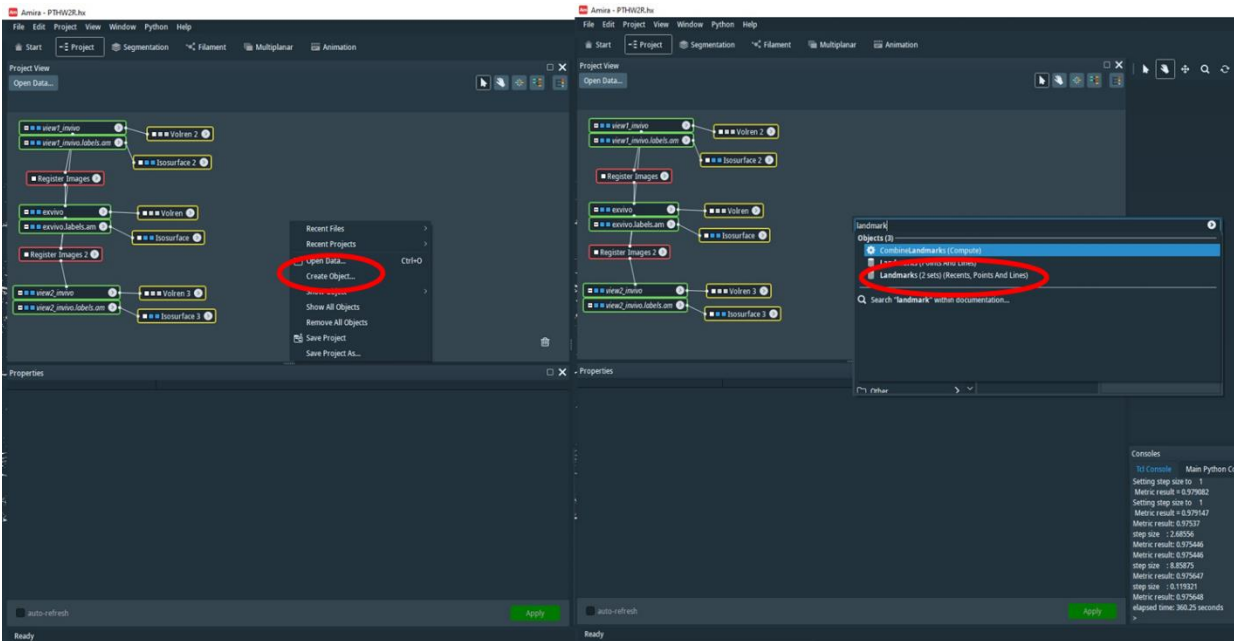 Amira - PTHW2R.hx
File Edit Project View Window Python Help
Start Project Segmentation Filament Multiplanar Animation
Project View
Open Data...
view1_invivo
Volren 2
view1_invivo.labels.am
Isosurface 2
Register Images
exvivo
Volren
exvivo.labels.am
Isosurface
Register Images 2
view2_invivo
Volren 3
view2_invivo.labels.am
Isosurface 3
Recent Files
Recent Projects
Open Data... Ctrl+O
Create Object...
Show Object
Show All Objects
Remove All Objects
Save Project
Save Project As...
Properties
auto-refresh
Apply
Ready
Amira - PTHW2R.hx
File Edit Project View Window Python Help
Start Project Segmentation Filament Multiplanar Animation
Project View
Open Data...
view1_invivo
Volren 2
view1_invivo.labels.am
Isosurface 2
Register Images
exvivo
Volren
exvivo.labels.am
Isosurface
Register Images 2
view2_invivo
Volren 3
view2_invivo.labels.am
Isosurface 3
landmark
Objects (3)
CombineLandmarks (Compute)
Landmarks (Points And Lines)
Landmarks (2 sets) (Recents, Points And Lines)
Search "landmark" within documentation...
Other
Properties
auto-refresh
Apply
Ready
Consoles
Tcl Console Main Python Co
Setting step size to 1
Metric result = 0.979082
Setting step size to 1
Metric result = 0.979147
Metric result: 0.97537
step size : 2.68556
Metric result: 0.975446
Metric result: 0.975446
step size : 8.85875
Metric result: 0.975647
step size : 0.119321
Metric result: 0.975648
elapsed time: 360.25 seconds
>